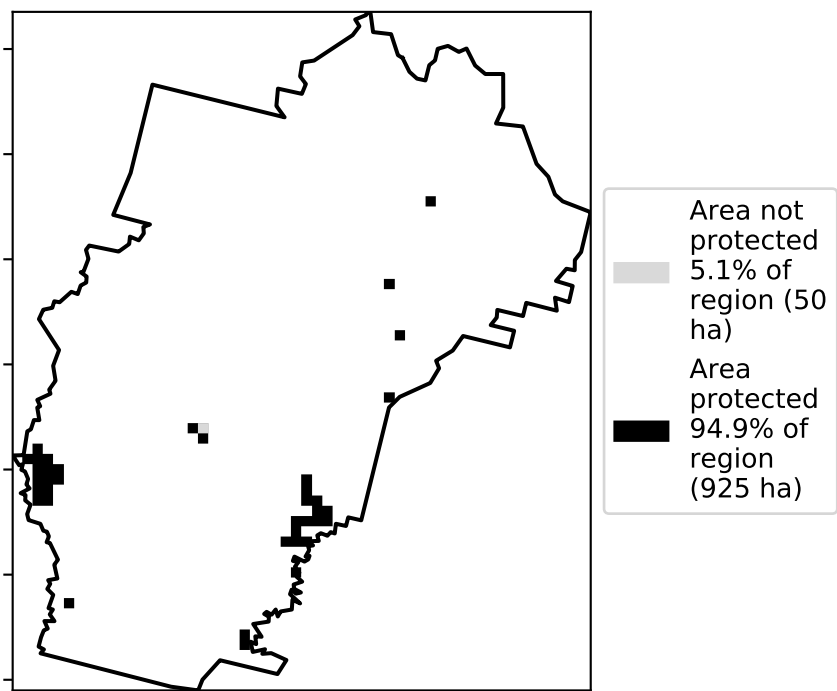 Area not
protected
5.1% of
region (50
ha)
Area
protected
94.9% of
region
(925 ha)